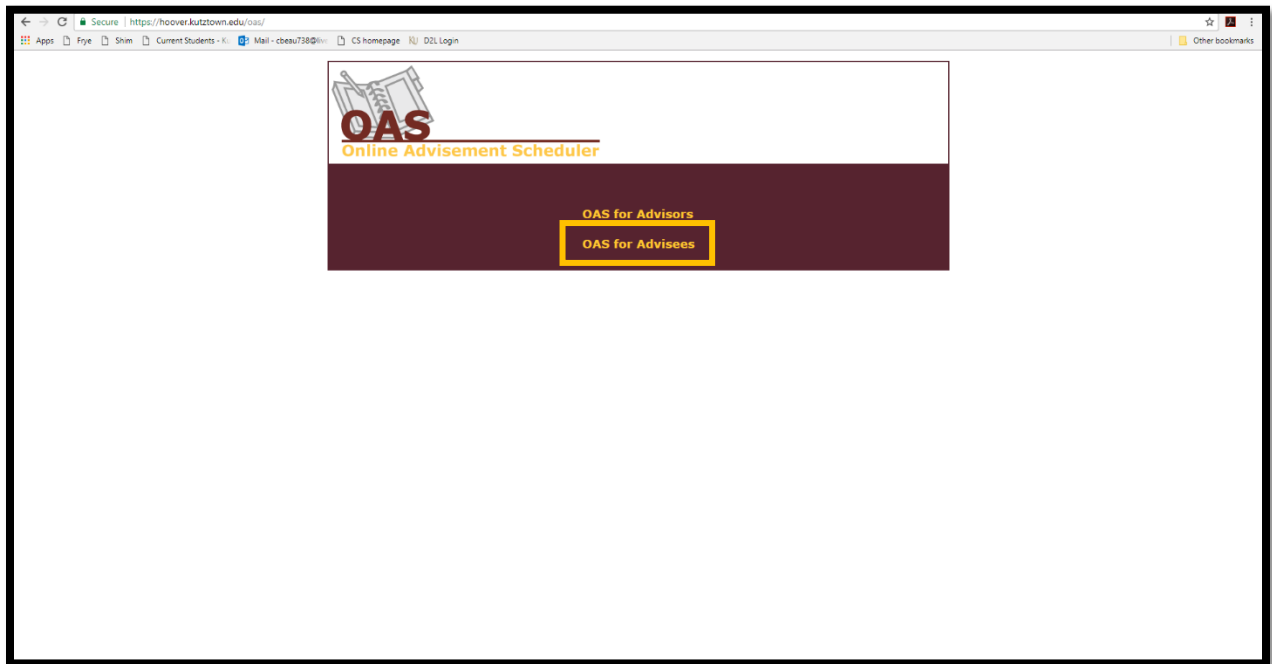 Secure | https://hoover.kutztown.edu/oas/
Apps Frye Shim Current Students - K Mail - cbeau738@ CS homepage KU D2L Login Other bookmarks
OAS
Online Advisement Scheduler
OAS for Advisors
OAS for Advisees